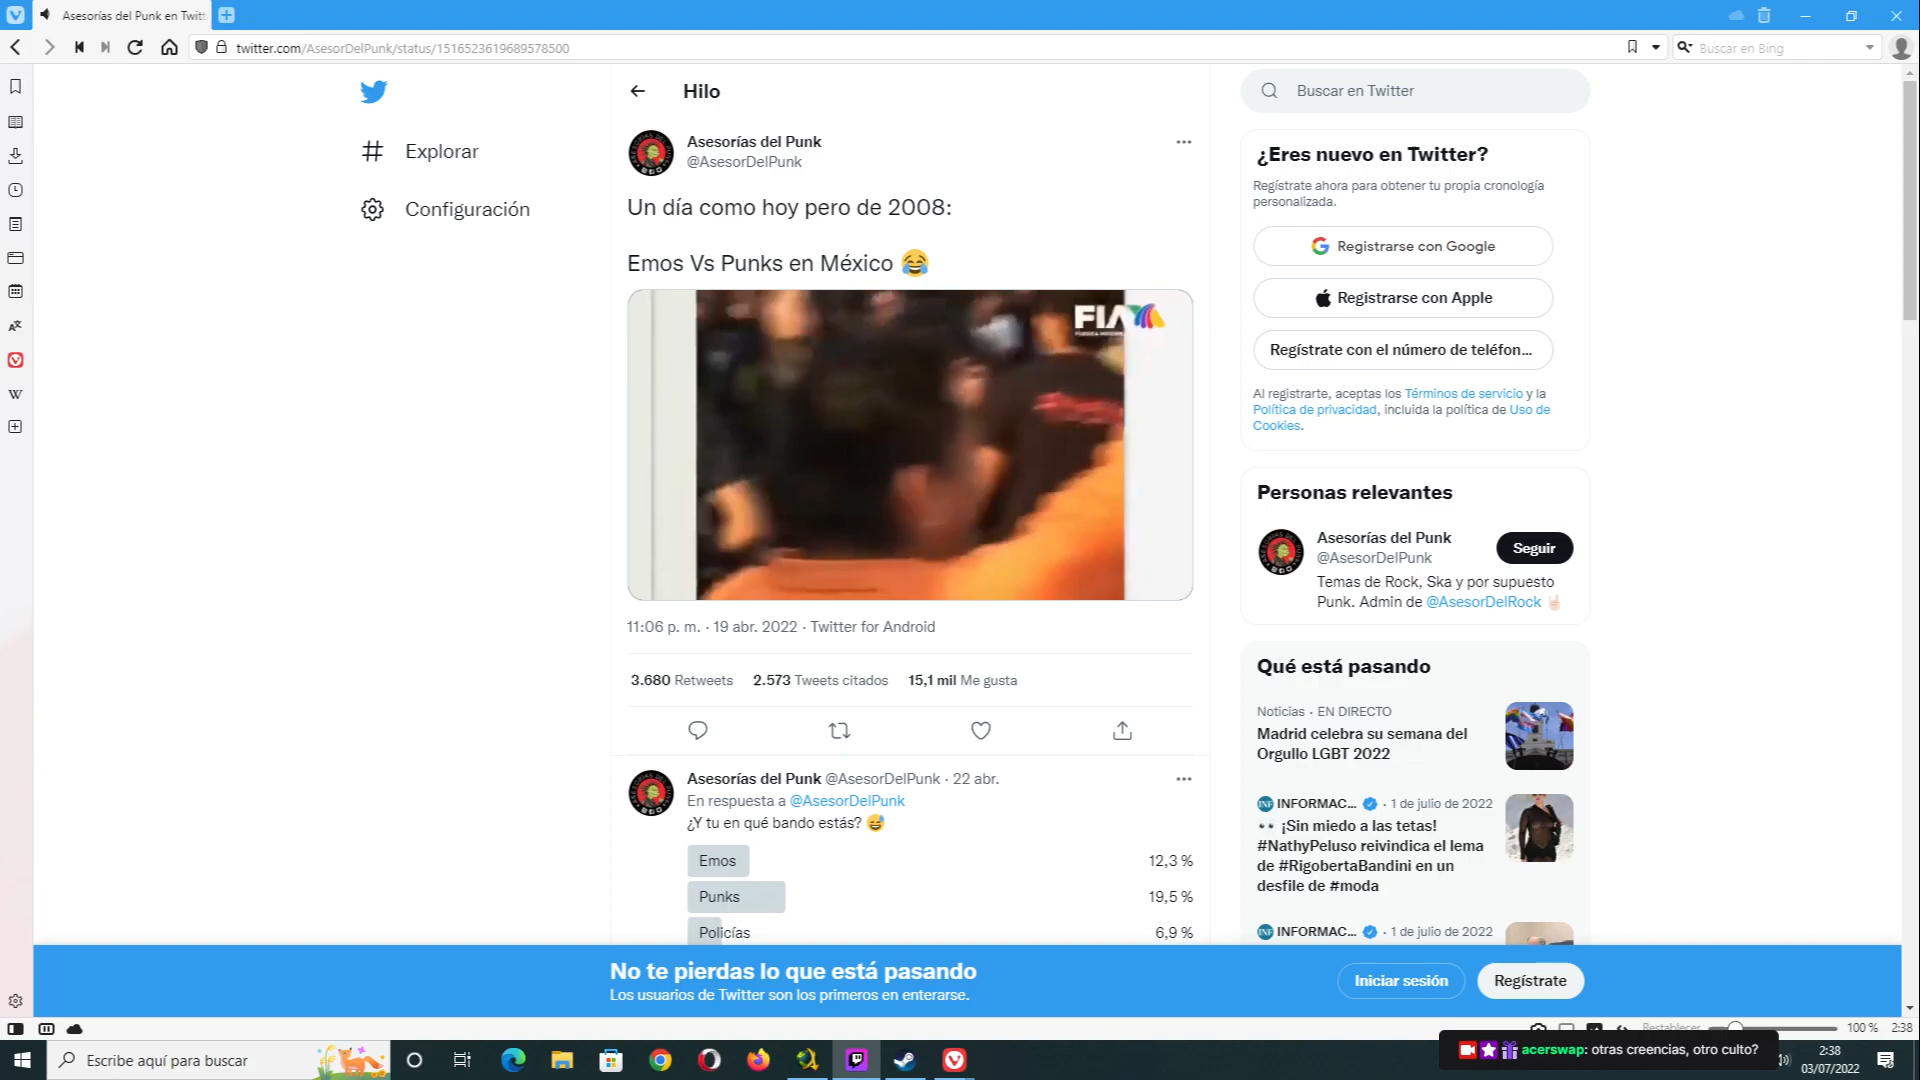 Asesorías del Punk en Twitt
twitter.com/AsesorDelPunk/status/1516523619689578500
Buscar en Bing
Explorar
Configuración
Hilo
Asesorías del Punk
@AsesorDelPunk
Un día como hoy pero de 2008:
Emos Vs Punks en México 😂
FIA
11:06 p. m. · 19 abr. 2022 · Twitter for Android
3.680 Retweets 2.573 Tweets citados 15,1 mil Me gusta
Asesorías del Punk @AsesorDelPunk · 22 abr.
En respuesta a @AsesorDelPunk
¿Y tu en qué bando estás? 😅
Emos 12,3 %
Punks 19,5 %
Policías 6,9 %
Buscar en Twitter
¿Eres nuevo en Twitter?
Regístrate ahora para obtener tu propia cronología
personalizada.
Registrarse con Google
Registrarse con Apple
Regístrate con el número de teléfon...
Al registrarte, aceptas los Términos de servicio y la
Política de privacidad, incluida la política de Uso de
Cookies.
Personas relevantes
Asesorías del Punk
@AsesorDelPunk
Seguir
Temas de Rock, Ska y por supuesto
Punk. Admin de @AsesorDelRock 🤘🏻
Qué está pasando
Noticias · EN DIRECTO
Madrid celebra su semana del
Orgullo LGBT 2022
INFORMAC... · 1 de julio de 2022
👀 ¡Sin miedo a las tetas!
#NathyPeluso reivindica el lema
de #RigobertaBandini en un
desfile de #moda
INFORMAC... · 1 de julio de 2022
No te pierdas lo que está pasando
Los usuarios de Twitter son los primeros en enterarse.
Iniciar sesión
Regístrate
Restablecer 100 % 2:38
Escribe aquí para buscar
acerswap: otras creencias, otro culto?
2:38
03/07/2022